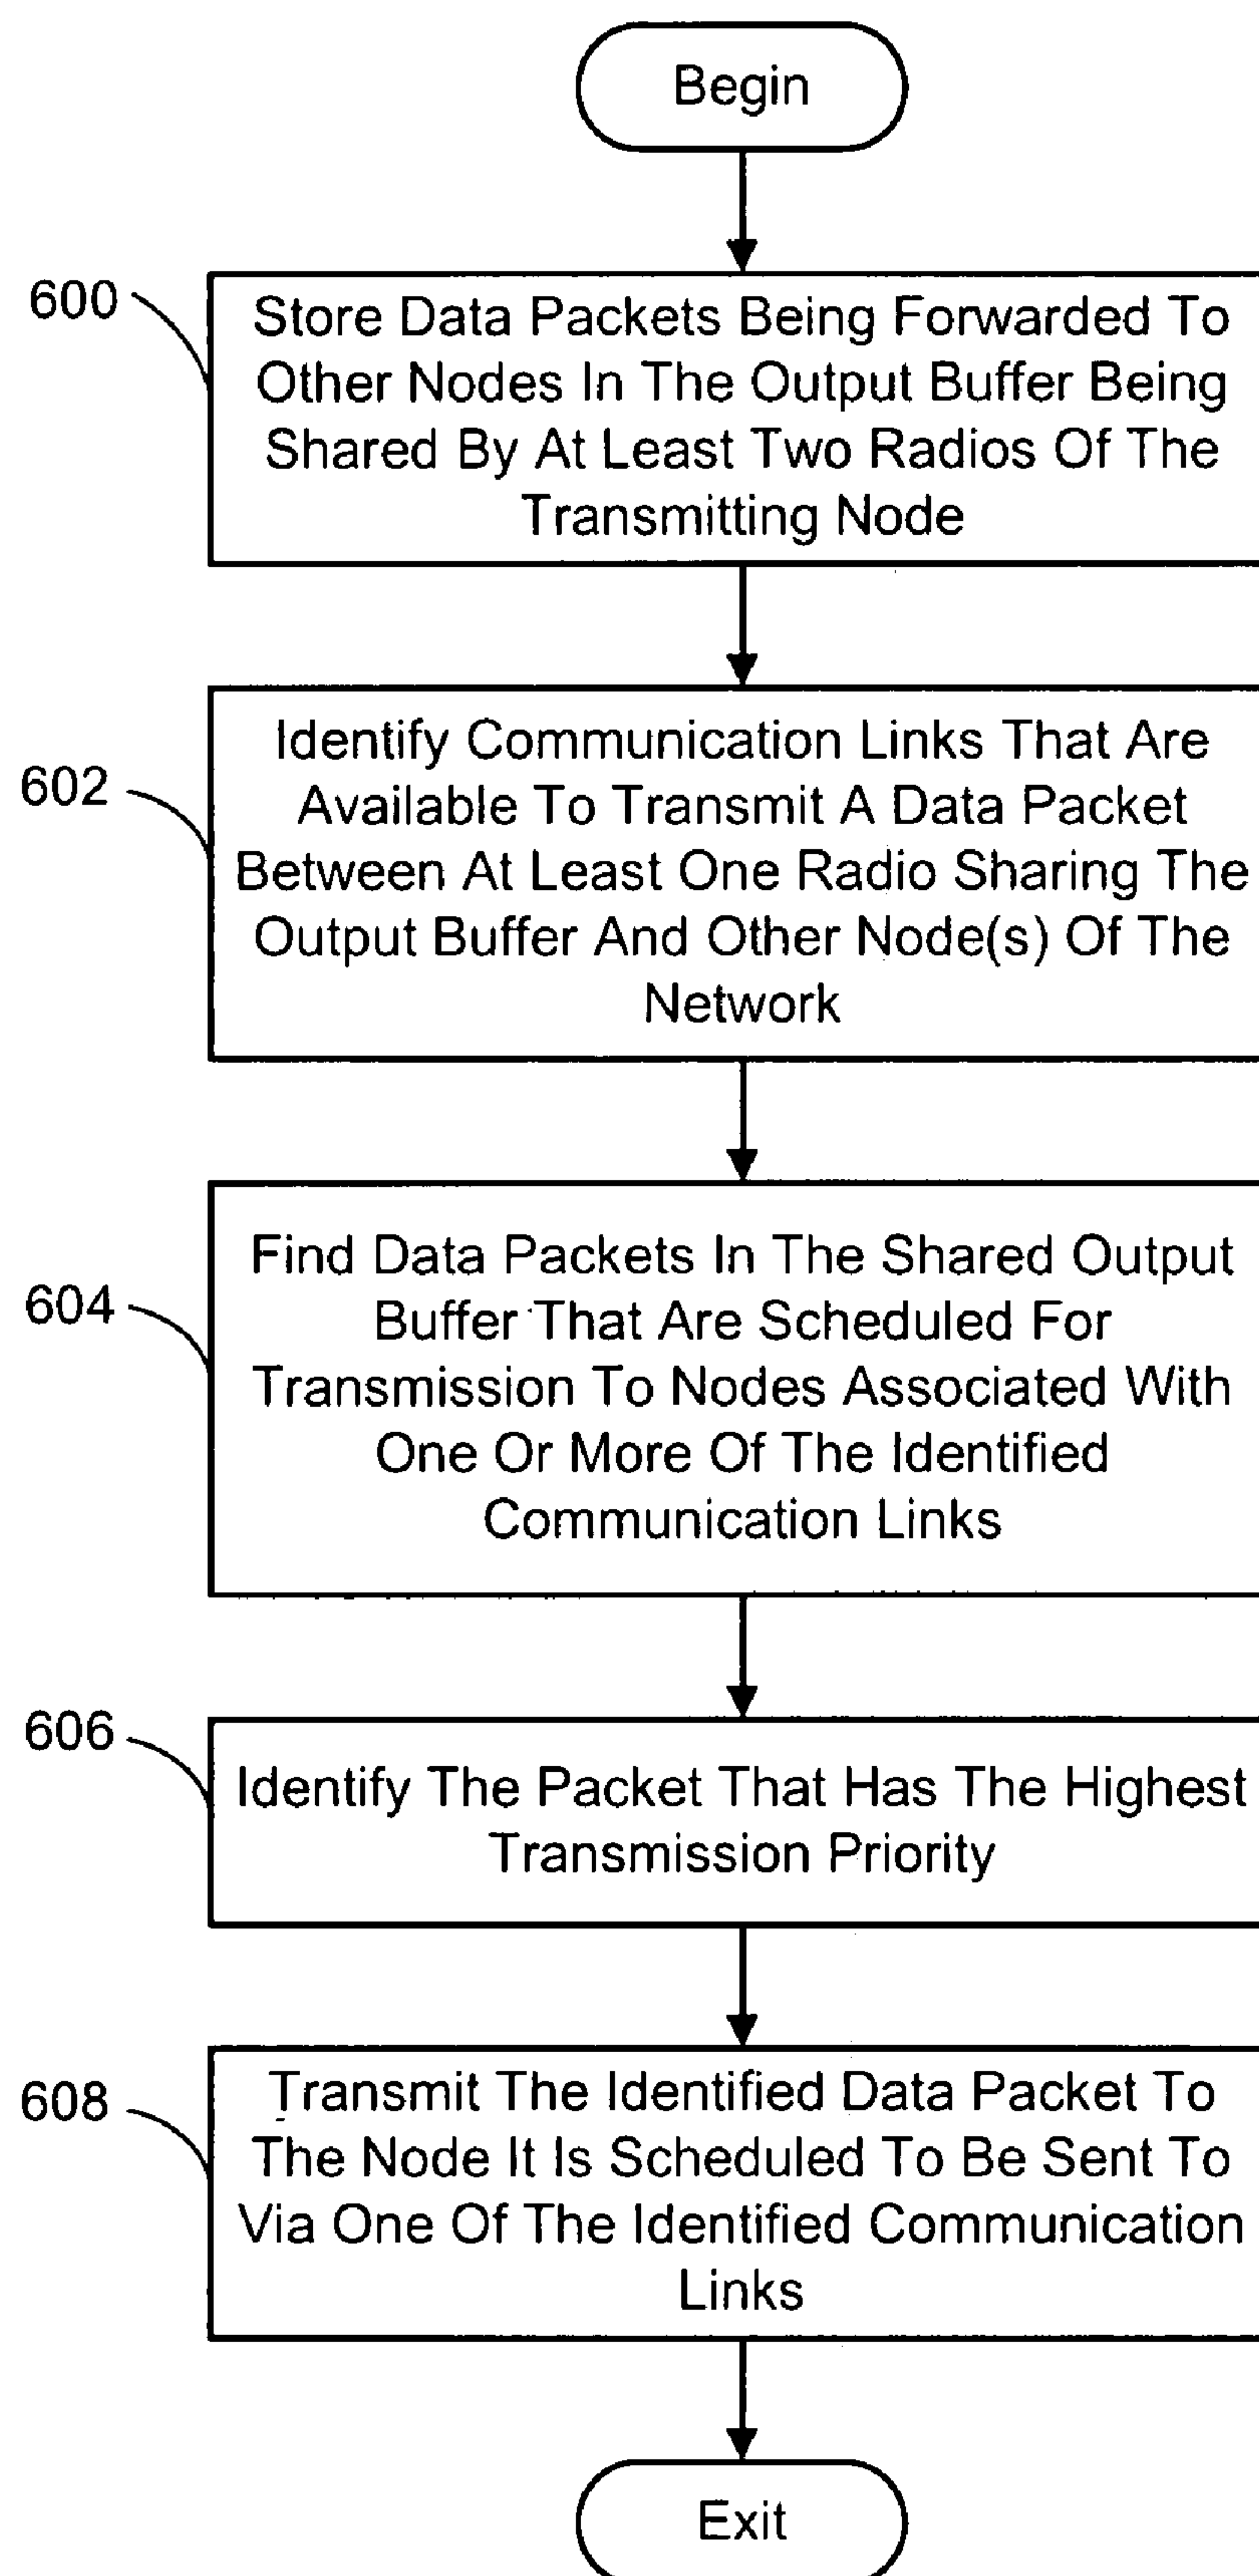 Begin
600
Store Data Packets Being Forwarded To
Other Nodes In The Output Buffer Being
Shared By At Least Two Radios Of The
Transmitting Node
602
Identify Communication Links That Are
Available To Transmit A Data Packet
Between At Least One Radio Sharing The
Output Buffer And Other Node(s) Of The
Network
604
Find Data Packets In The Shared Output
Buffer That Are Scheduled For
Transmission To Nodes Associated With
One Or More Of The Identified
Communication Links
606
Identify The Packet That Has The Highest
Transmission Priority
608
Transmit The Identified Data Packet To
The Node It Is Scheduled To Be Sent To
Via One Of The Identified Communication
Links
Exit